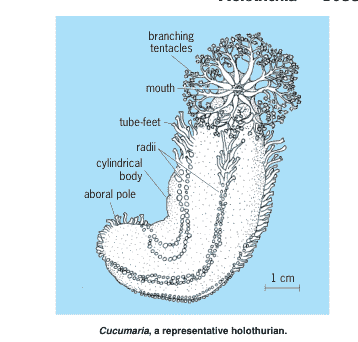 branching
tentacles
mouth
tube-feet
radii
cylindrical
body
aboral pole
1 cm
Cucumaria, a representative holothurian.